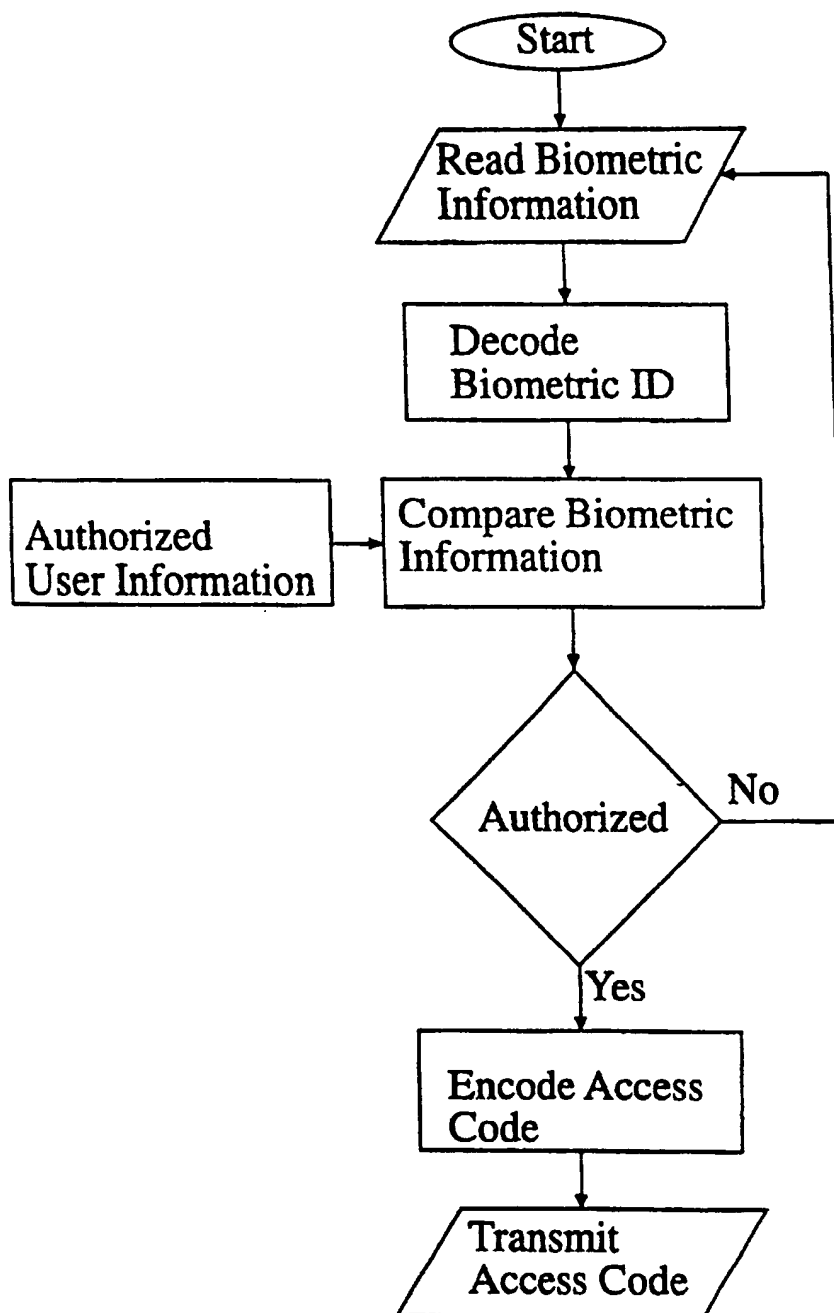 Start
Read Biometric
Information
Decode
Biometric ID
Authorized
User Information
Compare Biometric
Information
Authorized
No
Yes
Encode Access
Code
Transmit
Access Code